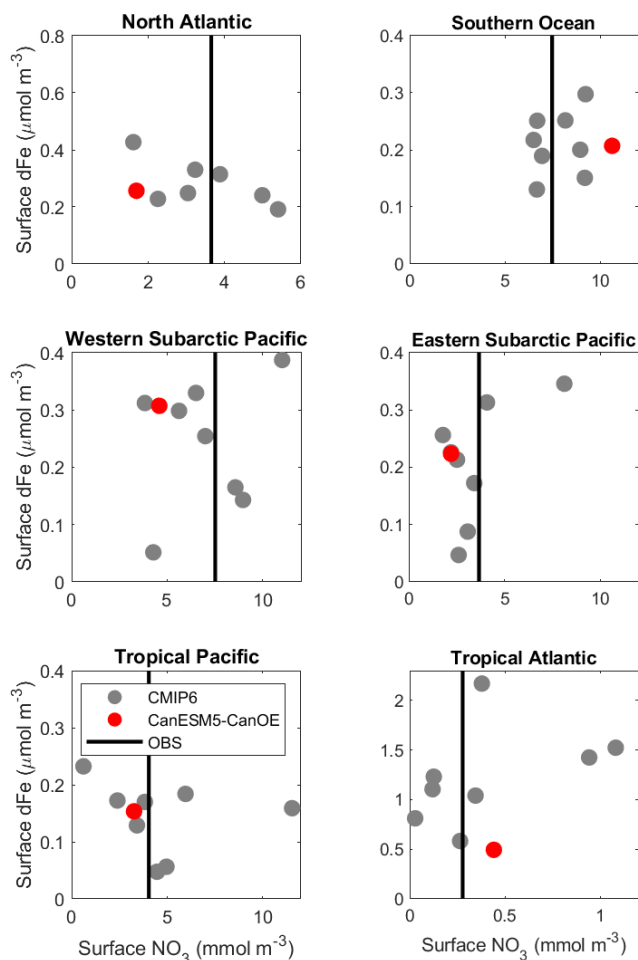 North Atlantic
Surface dFe (μmol m-3)
0.8
0.6
0.4
0.2
0
0 2 4 6
Southern Ocean
0.4
0.3
0.2
0.1
0
0 5 10
Western Subarctic Pacific
Surface dFe (μmol m-3)
0.4
0.3
0.2
0.1
0
0 5 10
Eastern Subarctic Pacific
0.4
0.3
0.2
0.1
0
0 5 10
Tropical Pacific
Surface dFe (μmol m-3)
0.4
0.3
0.2
0.1
0
CMIP6
CanESM5-CanOE
OBS
0 5 10
Surface NO3 (mmol m-3)
Tropical Atlantic
2
1.5
1
0.5
0
0 0.5 1
Surface NO3 (mmol m-3)